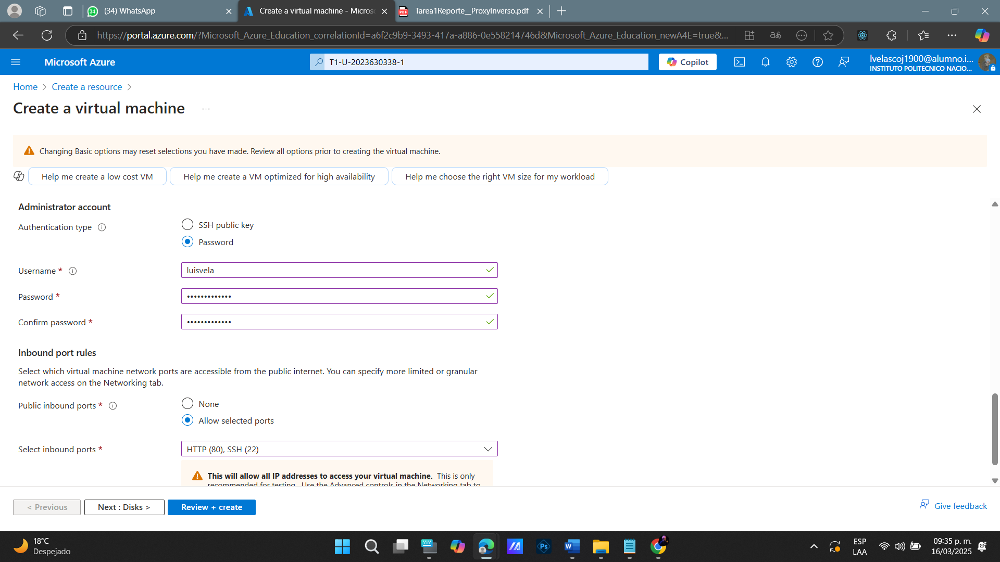 34
(34) WhatsApp
Create a virtual machine - Micros
PDF
Tarea1Reporte__ProxyInverso.pdf
https://portal.azure.com/?Microsoft_Azure_Education_correlationId=a6f2c9b9-3493-417a-a886-0e558214746d&Microsoft_Azure_Education_newA4E=true&...
aあ
Microsoft Azure
T1-U-2023630338-1
Copilot
lvelascoj1900@alumno.i...
INSTITUTO POLITECNICO NACIO...
Home > Create a resource >
Create a virtual machine ...
Changing Basic options may reset selections you have made. Review all options prior to creating the virtual machine.
Help me create a low cost VM
Help me create a VM optimized for high availability
Help me choose the right VM size for my workload
Administrator account
Authentication type
SSH public key
Password
Username *
luisvela
Password *
•••••••••••••
Confirm password *
•••••••••••••
Inbound port rules
Select which virtual machine network ports are accessible from the public internet. You can specify more limited or granular
network access on the Networking tab.
Public inbound ports *
None
Allow selected ports
Select inbound ports *
HTTP (80), SSH (22)
This will allow all IP addresses to access your virtual machine. This is only
recommended for testing. Use the Advanced controls in the Networking tab to
< Previous
Next : Disks >
Review + create
Give feedback
18°C
Despejado
Ps
W
ESP
LAA
09:35 p. m.
16/03/2025